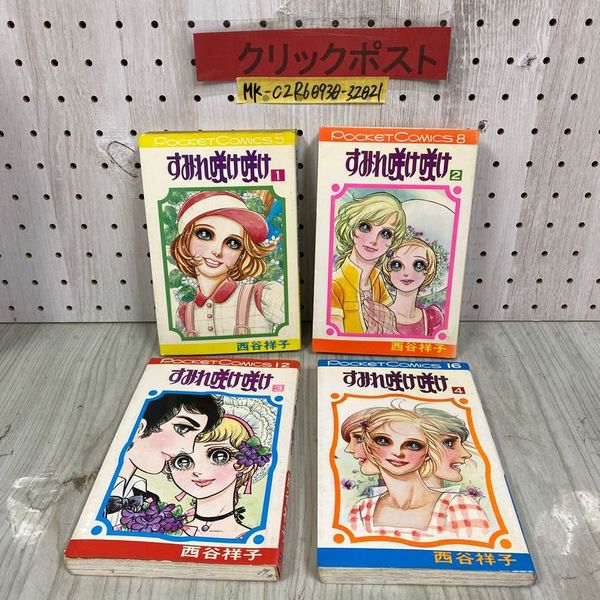 クリックポスト
MK-C2R60930-32021
POCKET COMICS 5
すみれ咲け咲け
1
西谷祥子
POCKET COMICS 8
すみれ咲け咲け
2
西谷祥子
POCKET COMICS 12
すみれ咲け咲け
3
西谷祥子
POCKET COMICS 16
すみれ咲け咲け
4
西谷祥子